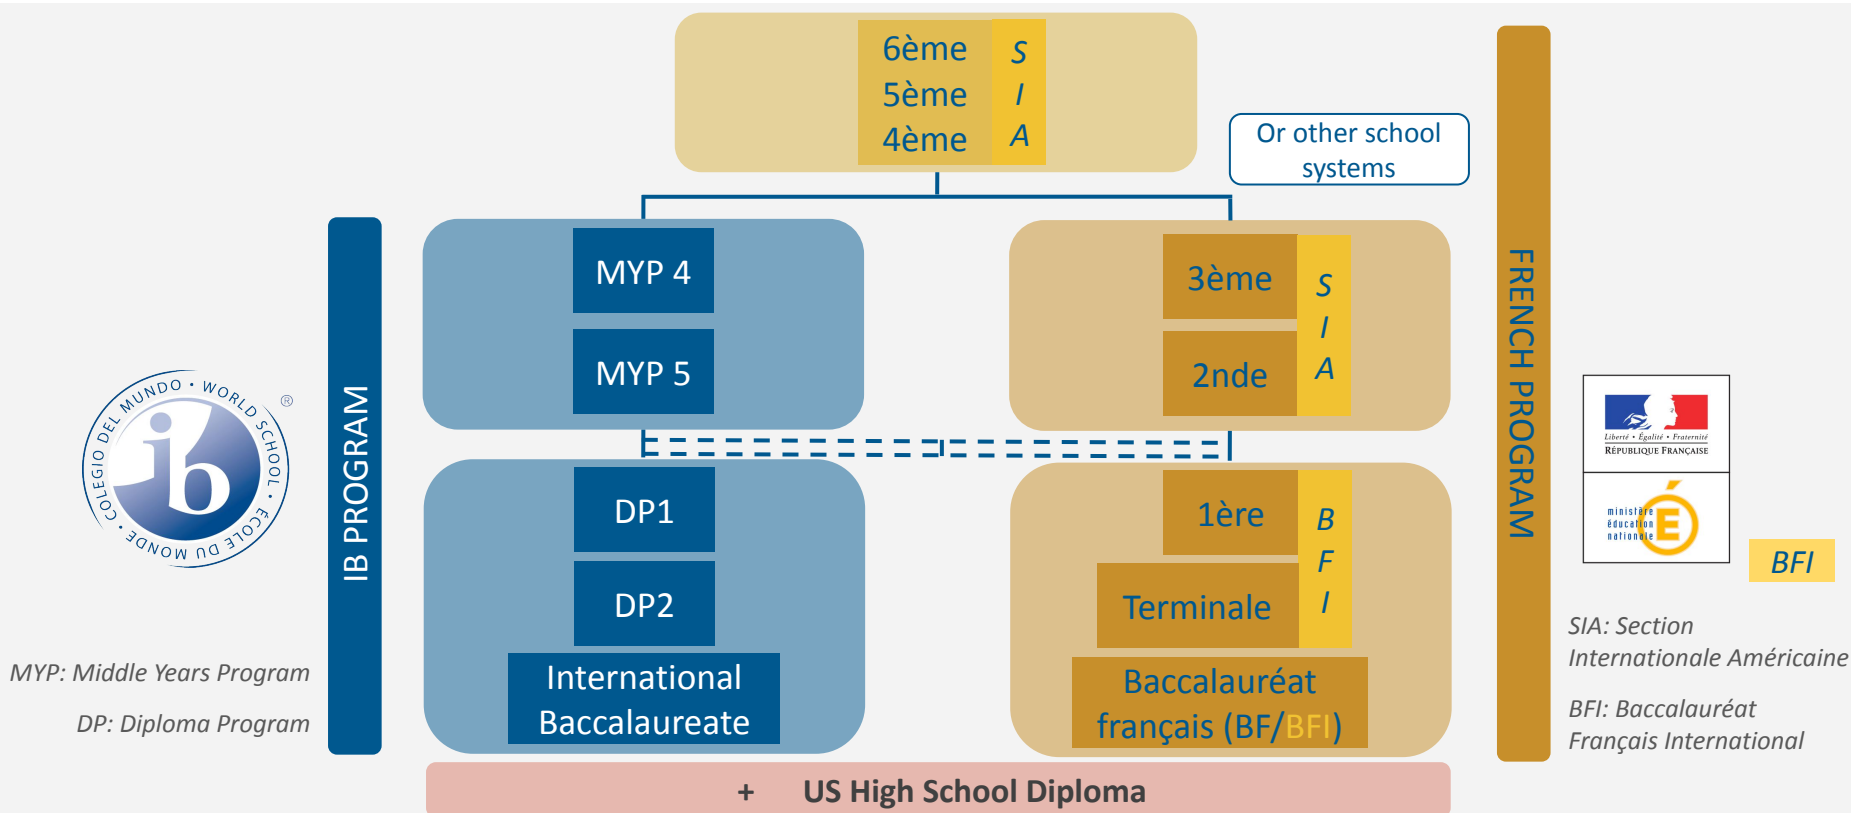 6ème
5ème
4ème
S
I
A
Or other school
systems
IB PROGRAM
MYP 4
MYP 5
3ème
2nde
S
I
A
FRENCH PROGRAM
COLEGIO DEL MUNDO • WORLD SCHOOL • ÉCOLE DU MONDE •
®
ib
DP1
DP2
International
Baccalaureate
1ère
Terminale
B
F
I
Baccalauréat
français (BF/BFI)
Liberté • Égalité • Fraternité
RÉPUBLIQUE FRANÇAISE
ministère
éducation
nationale
É
BFI
MYP: Middle Years Program
DP: Diploma Program
SIA: Section
Internationale Américaine
BFI: Baccalauréat
Français International
+ US High School Diploma